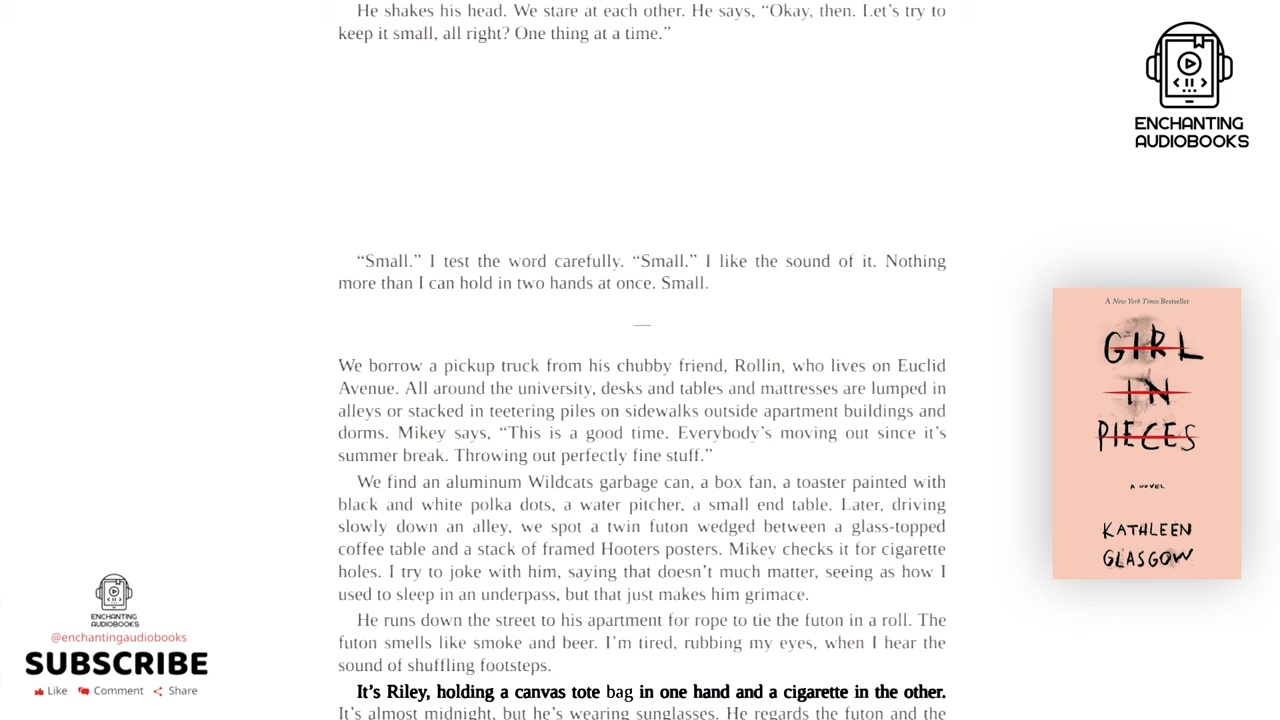 He shakes his head. We stare at each other. He says, “Okay, then. Let’s try to
keep it small, all right? One thing at a time.”
ENCHANTING
AUDIOBOOKS
“Small.” I test the word carefully. “Small.” I like the sound of it. Nothing
more than I can hold in two hands at once. Small.
—
We borrow a pickup truck from his chubby friend, Rollin, who lives on Euclid
Avenue. All around the university, desks and tables and mattresses are lumped in
alleys or stacked in teetering piles on sidewalks outside apartment buildings and
dorms. Mikey says, “This is a good time. Everybody’s moving out since it’s
summer break. Throwing out perfectly fine stuff.”
We find an aluminum Wildcats garbage can, a box fan, a toaster painted with
black and white polka dots, a water pitcher, a small end table. Later, driving
slowly down an alley, we spot a twin futon wedged between a glass-topped
coffee table and a stack of framed Hooters posters. Mikey checks it for cigarette
holes. I try to joke with him, saying that doesn’t much matter, seeing as how I
used to sleep in an underpass, but that just makes him grimace.
He runs down the street to his apartment for rope to tie the futon in a roll. The
futon smells like smoke and beer. I’m tired, rubbing my eyes, when I hear the
sound of shuffling footsteps.
It’s Riley, holding a canvas tote bag in one hand and a cigarette in the other.
It’s almost midnight, but he’s wearing sunglasses. He regards the futon and the
A New York Times Bestseller
GIRL
IN
PIECES
A NOVEL
KATHLEEN
GLASGOW
ENCHANTING
AUDIOBOOKS
@enchantingaudiobooks
SUBSCRIBE
Like Comment Share